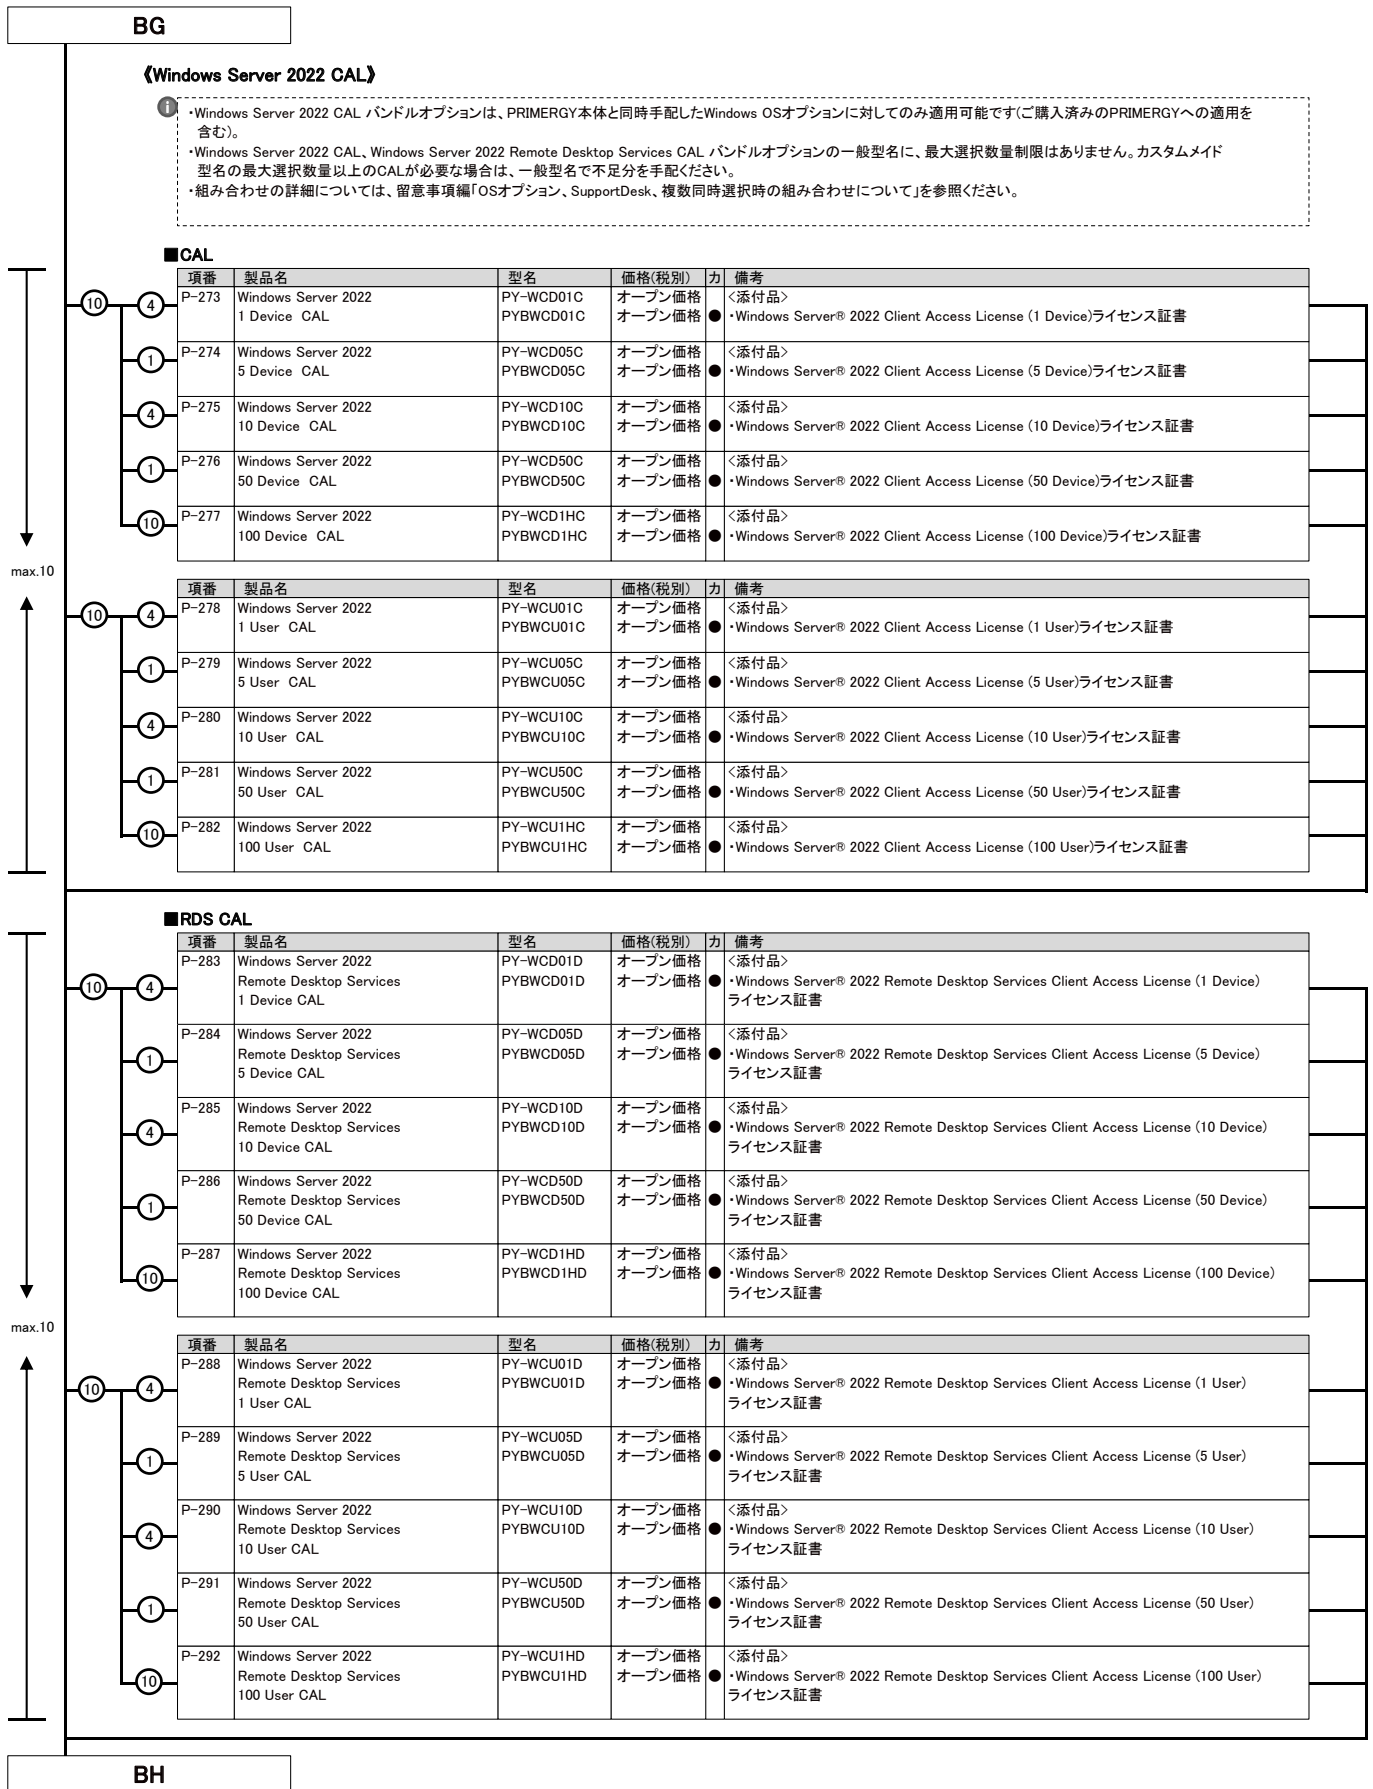 BG
《Windows Server 2022 CAL》
・Windows Server 2022 CAL バンドルオプションは、PRIMERGY本体と同時手配したWindows OSオプションに対してのみ適用可能です(ご購入済みのPRIMERGYへの適用を
含む)。
・Windows Server 2022 CAL、Windows Server 2022 Remote Desktop Services CAL バンドルオプションの一般型名に、最大選択数量制限はありません。カスタムメイド
型名の最大選択数量以上のCALが必要な場合は、一般型名で不足分を手配ください。
・組み合わせの詳細については、留意事項編「OSオプション、SupportDesk、複数同時選択時の組み合わせについて」を参照ください。
■CAL
項番 製品名 型名 価格(税別) カ 備考
P-273 Windows Server 2022 PY-WCD01C オープン価格 <添付品>
10 4 1 Device CAL PYBWCD01C オープン価格 ● ・Windows Server® 2022 Client Access License (1 Device)ライセンス証書
P-274 Windows Server 2022 PY-WCD05C オープン価格 <添付品>
1 5 Device CAL PYBWCD05C オープン価格 ● ・Windows Server® 2022 Client Access License (5 Device)ライセンス証書
P-275 Windows Server 2022 PY-WCD10C オープン価格 <添付品>
4 10 Device CAL PYBWCD10C オープン価格 ● ・Windows Server® 2022 Client Access License (10 Device)ライセンス証書
P-276 Windows Server 2022 PY-WCD50C オープン価格 <添付品>
1 50 Device CAL PYBWCD50C オープン価格 ● ・Windows Server® 2022 Client Access License (50 Device)ライセンス証書
P-277 Windows Server 2022 PY-WCD1HC オープン価格 <添付品>
10 100 Device CAL PYBWCD1HC オープン価格 ● ・Windows Server® 2022 Client Access License (100 Device)ライセンス証書
max.10
項番 製品名 型名 価格(税別) カ 備考
P-278 Windows Server 2022 PY-WCU01C オープン価格 <添付品>
10 4 1 User CAL PYBWCU01C オープン価格 ● ・Windows Server® 2022 Client Access License (1 User)ライセンス証書
P-279 Windows Server 2022 PY-WCU05C オープン価格 <添付品>
1 5 User CAL PYBWCU05C オープン価格 ● ・Windows Server® 2022 Client Access License (5 User)ライセンス証書
P-280 Windows Server 2022 PY-WCU10C オープン価格 <添付品>
4 10 User CAL PYBWCU10C オープン価格 ● ・Windows Server® 2022 Client Access License (10 User)ライセンス証書
P-281 Windows Server 2022 PY-WCU50C オープン価格 <添付品>
1 50 User CAL PYBWCU50C オープン価格 ● ・Windows Server® 2022 Client Access License (50 User)ライセンス証書
P-282 Windows Server 2022 PY-WCU1HC オープン価格 <添付品>
10 100 User CAL PYBWCU1HC オープン価格 ● ・Windows Server® 2022 Client Access License (100 User)ライセンス証書
■RDS CAL
項番 製品名 型名 価格(税別) カ 備考
P-283 Windows Server 2022 PY-WCD01D オープン価格 <添付品>
10 4 Remote Desktop Services PYBWCD01D オープン価格 ● ・Windows Server® 2022 Remote Desktop Services Client Access License (1 Device)
1 Device CAL ライセンス証書
P-284 Windows Server 2022 PY-WCD05D オープン価格 <添付品>
1 Remote Desktop Services PYBWCD05D オープン価格 ● ・Windows Server® 2022 Remote Desktop Services Client Access License (5 Device)
5 Device CAL ライセンス証書
P-285 Windows Server 2022 PY-WCD10D オープン価格 <添付品>
4 Remote Desktop Services PYBWCD10D オープン価格 ● ・Windows Server® 2022 Remote Desktop Services Client Access License (10 Device)
10 Device CAL ライセンス証書
P-286 Windows Server 2022 PY-WCD50D オープン価格 <添付品>
1 Remote Desktop Services PYBWCD50D オープン価格 ● ・Windows Server® 2022 Remote Desktop Services Client Access License (50 Device)
50 Device CAL ライセンス証書
P-287 Windows Server 2022 PY-WCD1HD オープン価格 <添付品>
10 Remote Desktop Services PYBWCD1HD オープン価格 ● ・Windows Server® 2022 Remote Desktop Services Client Access License (100 Device)
100 Device CAL ライセンス証書
max.10
項番 製品名 型名 価格(税別) カ 備考
P-288 Windows Server 2022 PY-WCU01D オープン価格 <添付品>
10 4 Remote Desktop Services PYBWCU01D オープン価格 ● ・Windows Server® 2022 Remote Desktop Services Client Access License (1 User)
1 User CAL ライセンス証書
P-289 Windows Server 2022 PY-WCU05D オープン価格 <添付品>
1 Remote Desktop Services PYBWCU05D オープン価格 ● ・Windows Server® 2022 Remote Desktop Services Client Access License (5 User)
5 User CAL ライセンス証書
P-290 Windows Server 2022 PY-WCU10D オープン価格 <添付品>
4 Remote Desktop Services PYBWCU10D オープン価格 ● ・Windows Server® 2022 Remote Desktop Services Client Access License (10 User)
10 User CAL ライセンス証書
P-291 Windows Server 2022 PY-WCU50D オープン価格 <添付品>
1 Remote Desktop Services PYBWCU50D オープン価格 ● ・Windows Server® 2022 Remote Desktop Services Client Access License (50 User)
50 User CAL ライセンス証書
P-292 Windows Server 2022 PY-WCU1HD オープン価格 <添付品>
10 Remote Desktop Services PYBWCU1HD オープン価格 ● ・Windows Server® 2022 Remote Desktop Services Client Access License (100 User)
100 User CAL ライセンス証書
BH